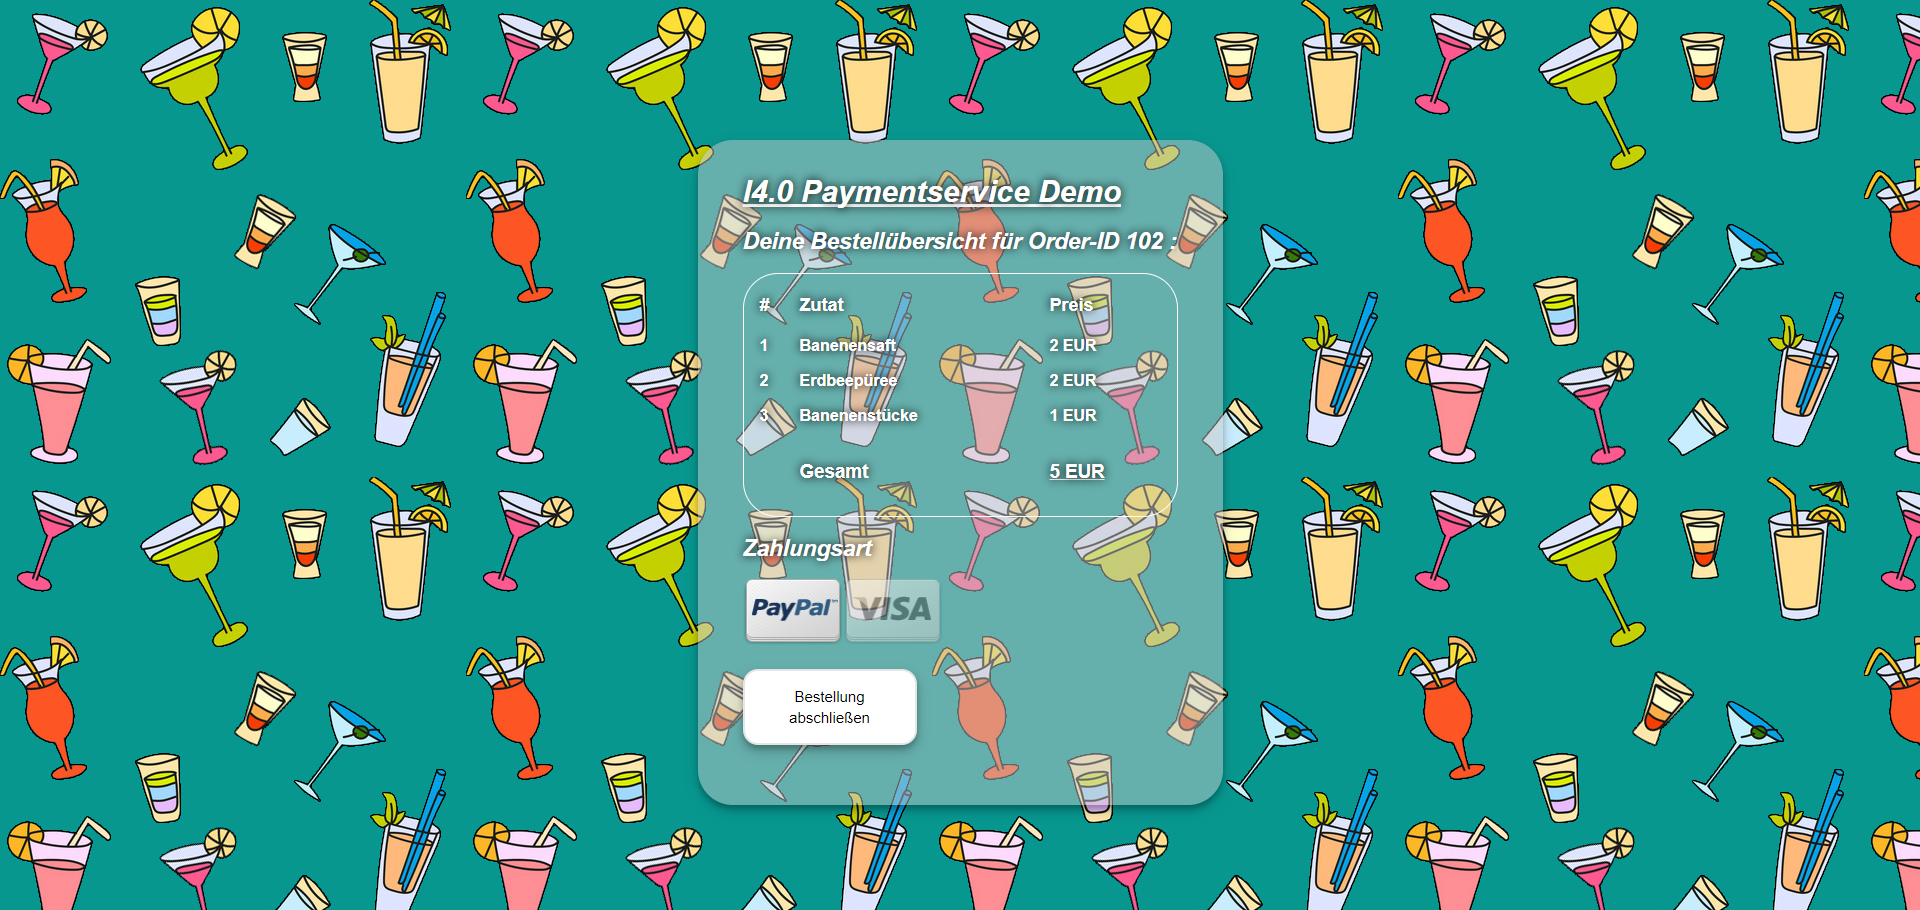 I4.0 Paymentservice Demo
Deine Bestellübersicht für Order-ID 102 :
# Zutat Preis
1 Banenensaft 2 EUR
2 Erdbeepüree 2 EUR
3 Banenenstücke 1 EUR
Gesamt 5 EUR
Zahlungsart
PayPal VISA
Bestellung
abschließen